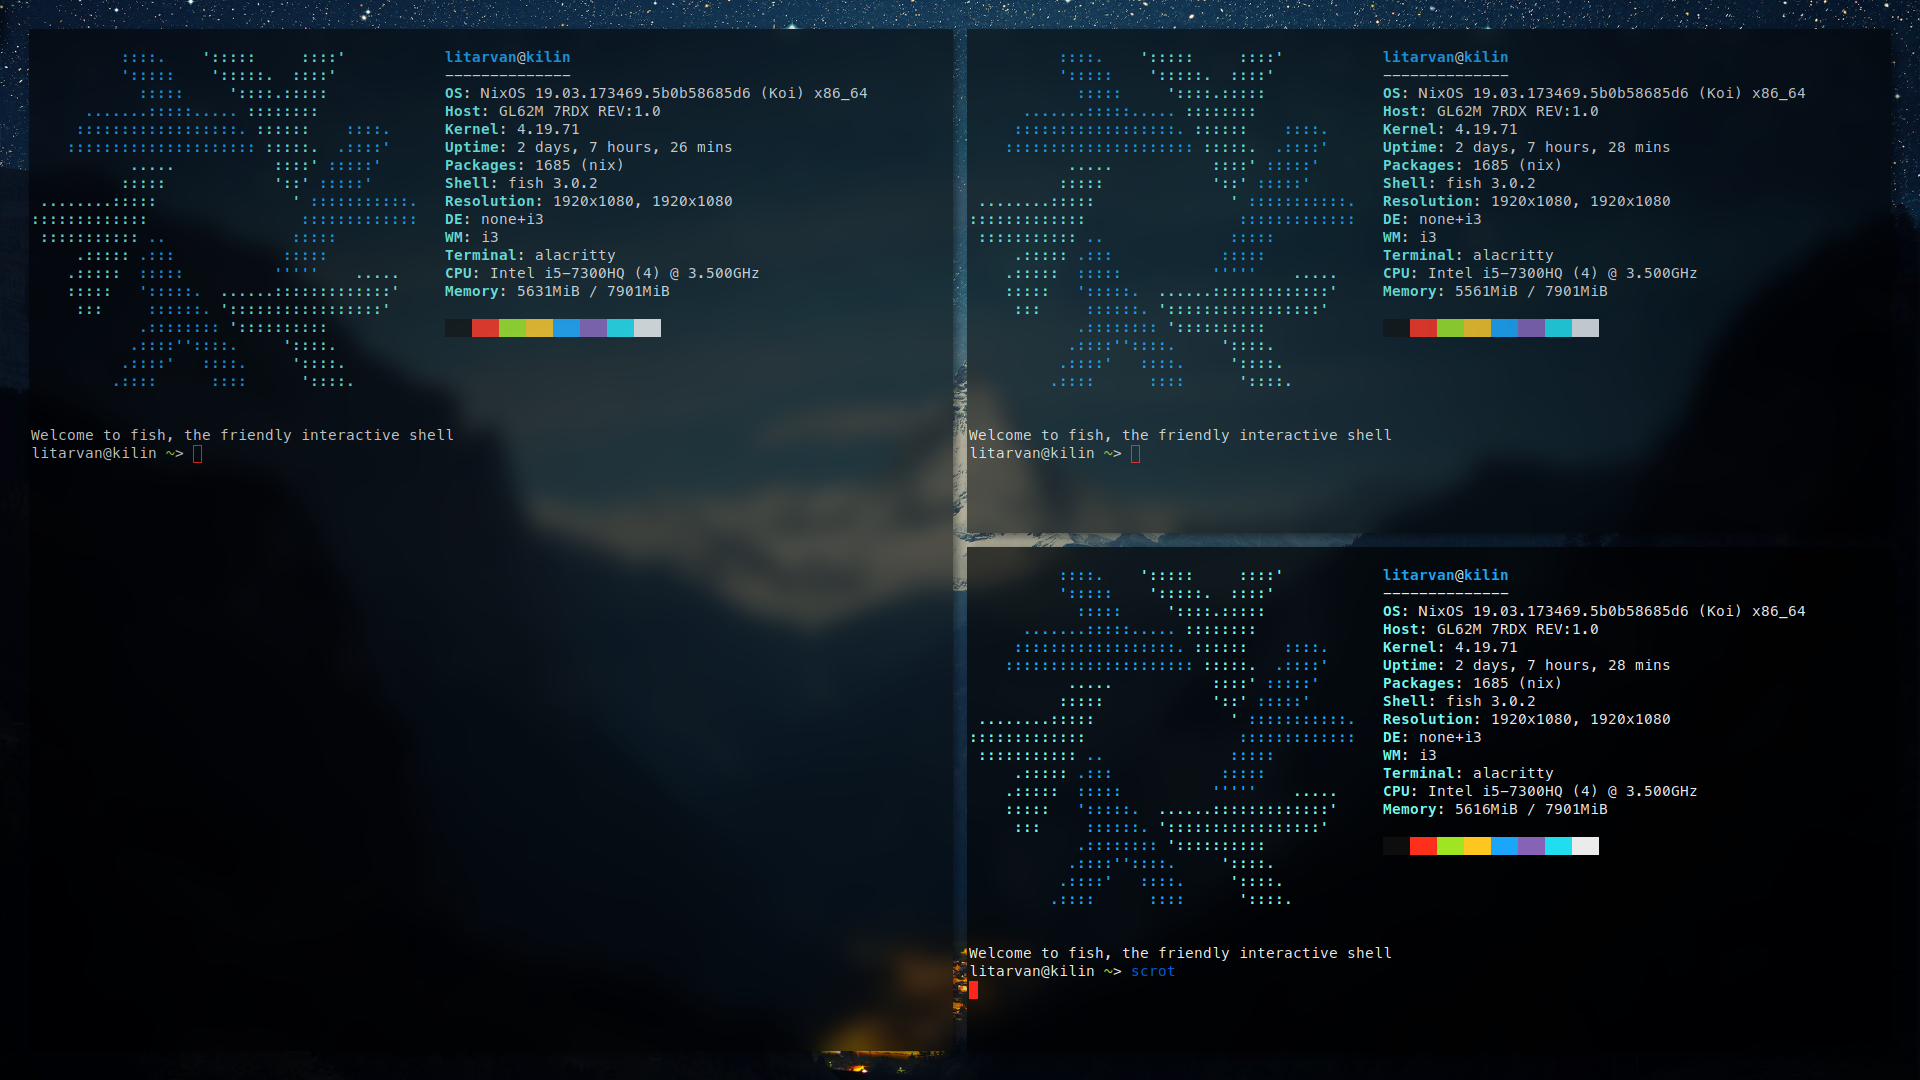 litarvan@kilin
--------------
OS: NixOS 19.03.173469.5b0b58685d6 (Koi) x86_64
Host: GL62M 7RDX REV:1.0
Kernel: 4.19.71
Uptime: 2 days, 7 hours, 26 mins
Packages: 1685 (nix)
Shell: fish 3.0.2
Resolution: 1920x1080, 1920x1080
DE: none+i3
WM: i3
Terminal: alacritty
CPU: Intel i5-7300HQ (4) @ 3.500GHz
Memory: 5631MiB / 7901MiB
Welcome to fish, the friendly interactive shell
litarvan@kilin ~>
litarvan@kilin
--------------
OS: NixOS 19.03.173469.5b0b58685d6 (Koi) x86_64
Host: GL62M 7RDX REV:1.0
Kernel: 4.19.71
Uptime: 2 days, 7 hours, 28 mins
Packages: 1685 (nix)
Shell: fish 3.0.2
Resolution: 1920x1080, 1920x1080
DE: none+i3
WM: i3
Terminal: alacritty
CPU: Intel i5-7300HQ (4) @ 3.500GHz
Memory: 5561MiB / 7901MiB
Welcome to fish, the friendly interactive shell
litarvan@kilin ~>
litarvan@kilin
--------------
OS: NixOS 19.03.173469.5b0b58685d6 (Koi) x86_64
Host: GL62M 7RDX REV:1.0
Kernel: 4.19.71
Uptime: 2 days, 7 hours, 28 mins
Packages: 1685 (nix)
Shell: fish 3.0.2
Resolution: 1920x1080, 1920x1080
DE: none+i3
WM: i3
Terminal: alacritty
CPU: Intel i5-7300HQ (4) @ 3.500GHz
Memory: 5616MiB / 7901MiB
Welcome to fish, the friendly interactive shell
litarvan@kilin ~> scrot